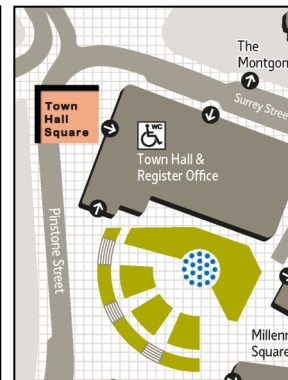 The
Montgom
Surrey Stree
Town
Hall
Square
WC
Town Hall &
Register Office
Pinstone Street
Millenn
Square